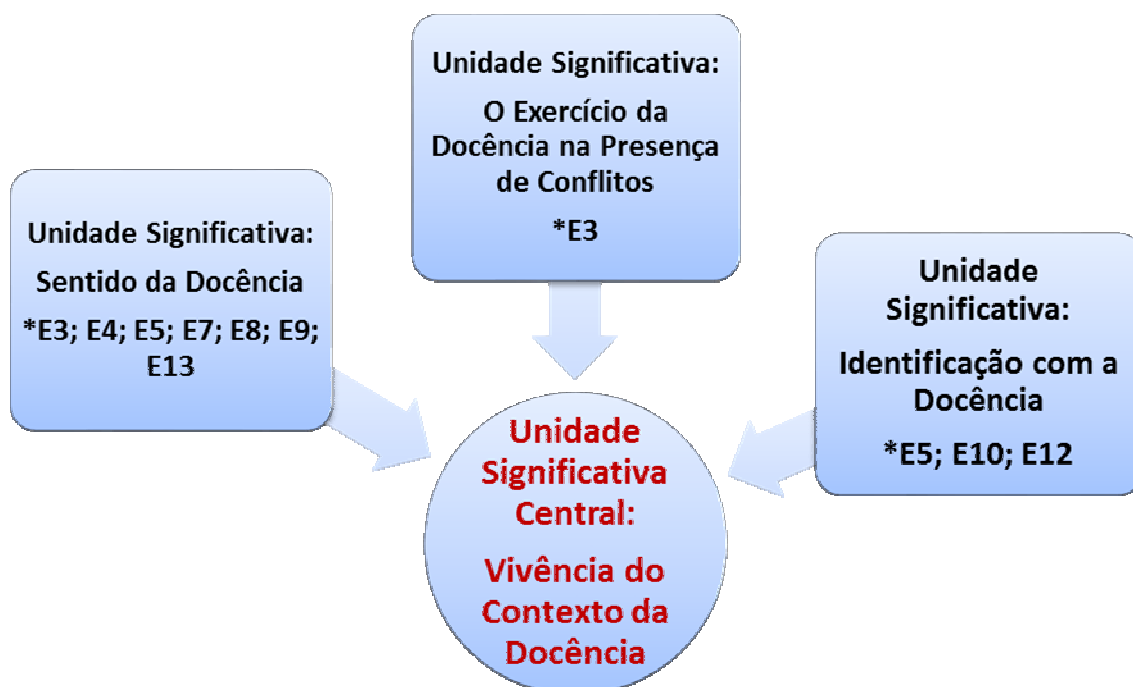 Unidade Significativa:
Sentido da Docência
*E3; E4; E5; E7; E8; E9;
E13
Unidade Significativa:
O Exercício da
Docência na Presença
de Conflitos
*E3
Unidade
Significativa:
Identificação com a
Docência
*E5; E10; E12
Unidade
Significativa
Central:
Vivência do
Contexto da
Docência